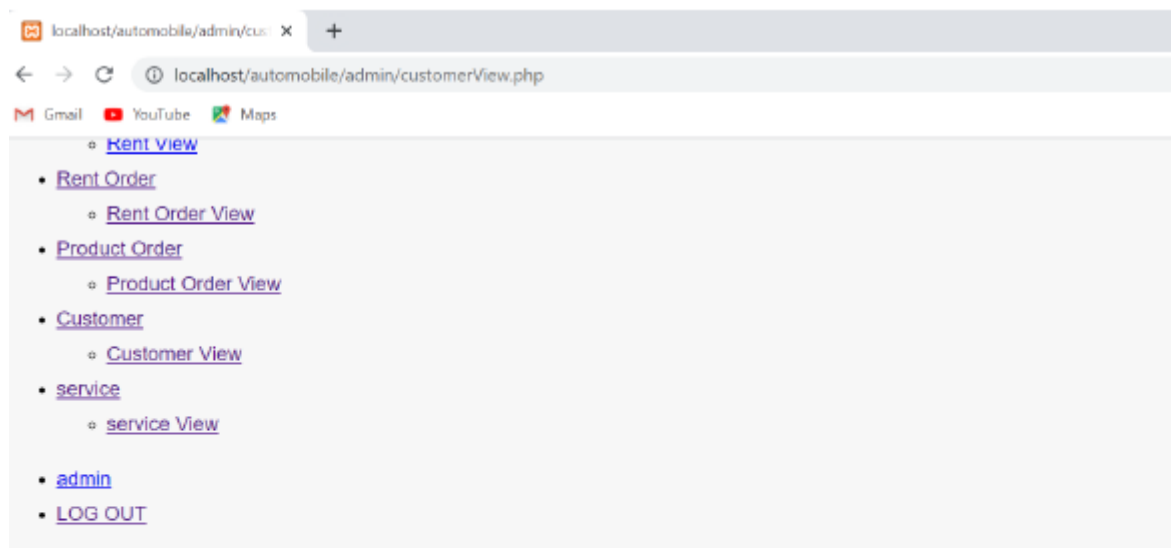 localhost/automobile/admin/cus
localhost/automobile/admin/customerView.php
Gmail YouTube Maps
Rent View
Rent Order
Rent Order View
Product Order
Product Order View
Customer
Customer View
service
service View
admin
LOG OUT